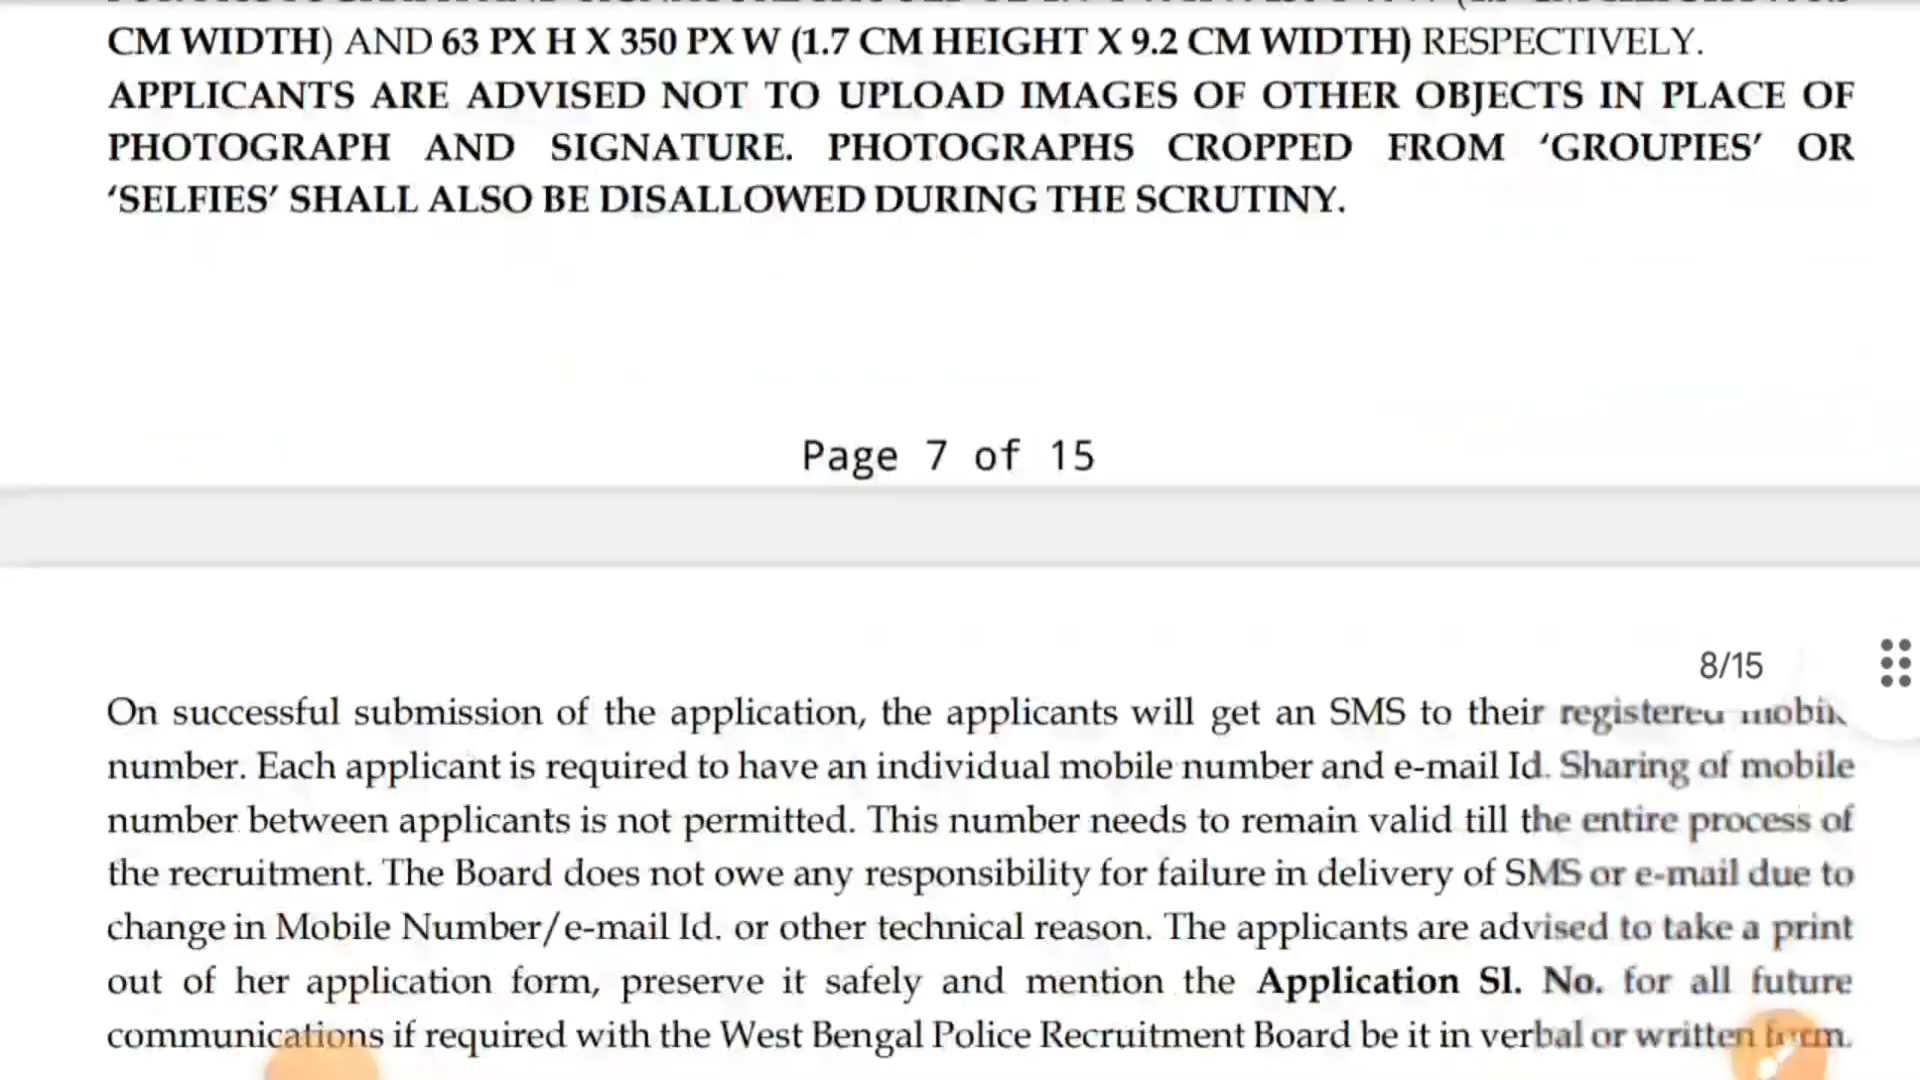 CM WIDTH) AND 63 PX H X 350 PX W (1.7 CM HEIGHT X 9.2 CM WIDTH) RESPECTIVELY.
APPLICANTS ARE ADVISED NOT TO UPLOAD IMAGES OF OTHER OBJECTS IN PLACE OF
PHOTOGRAPH AND SIGNATURE. PHOTOGRAPHS CROPPED FROM ‘GROUPIES’ OR
‘SELFIES’ SHALL ALSO BE DISALLOWED DURING THE SCRUTINY.
Page 7 of 15
8/15
On successful submission of the application, the applicants will get an SMS to their registered mobile
number. Each applicant is required to have an individual mobile number and e-mail Id. Sharing of mobile
number between applicants is not permitted. This number needs to remain valid till the entire process of
the recruitment. The Board does not owe any responsibility for failure in delivery of SMS or e-mail due to
change in Mobile Number/e-mail Id. or other technical reason. The applicants are advised to take a print
out of her application form, preserve it safely and mention the Application Sl. No. for all future
communications if required with the West Bengal Police Recruitment Board be it in verbal or written form.